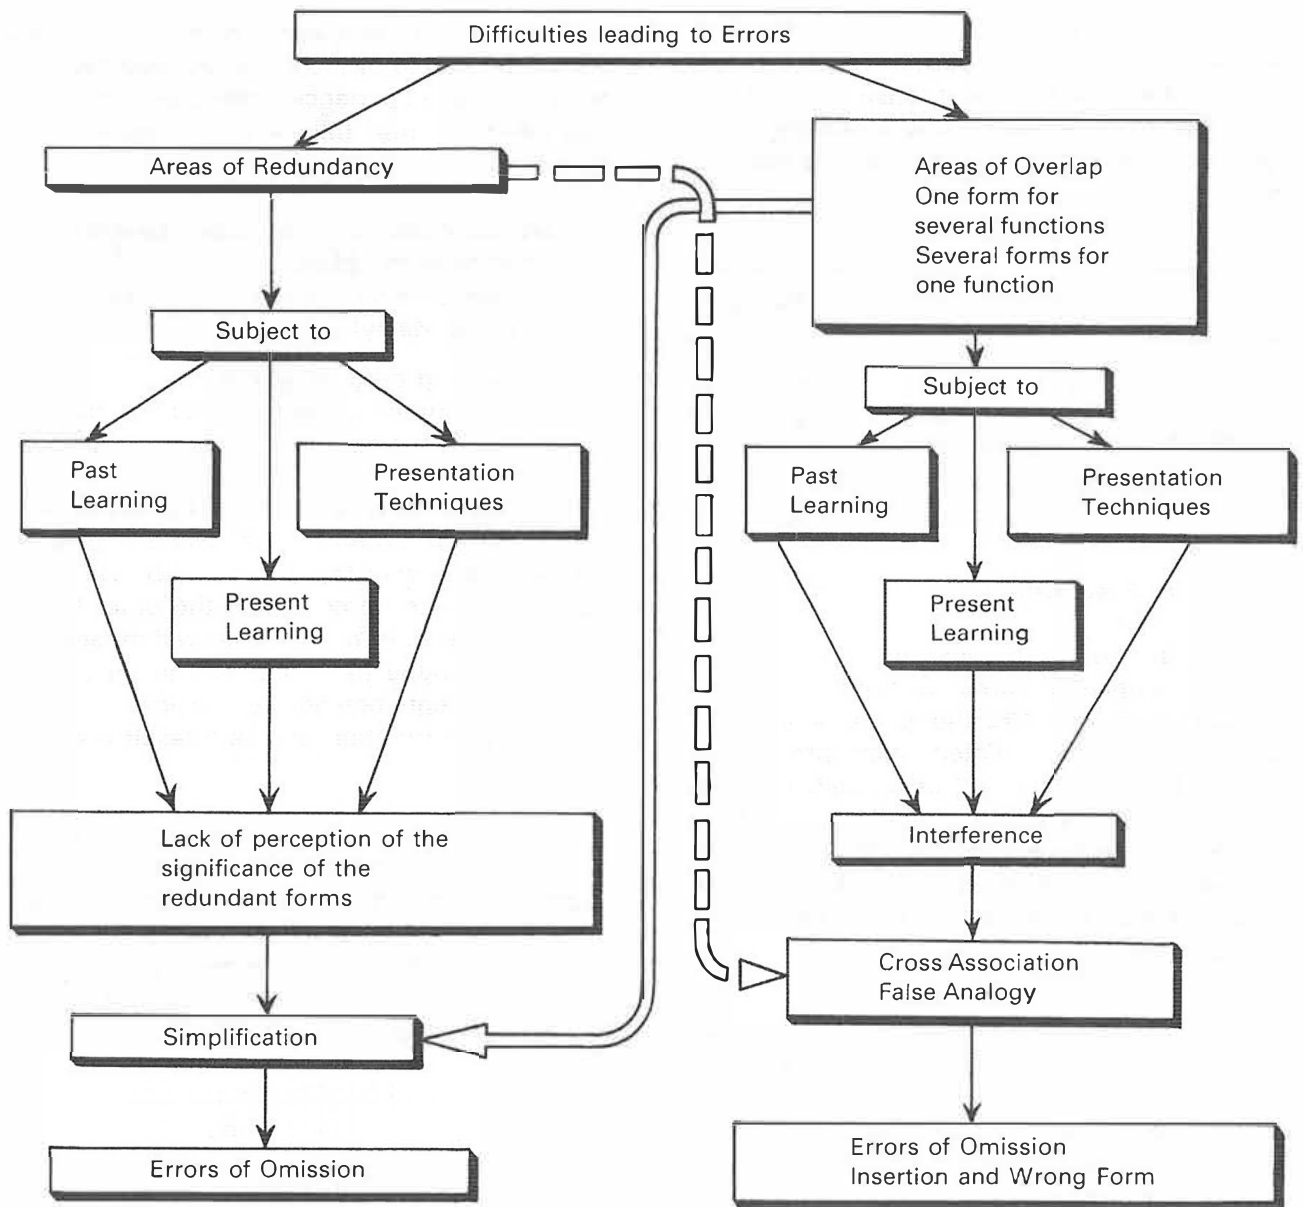 Difficulties leading to Errors
Areas of Redundancy
Areas of Overlap
One form for
several functions
Several forms for
one function
Subject to
Subject to
Past
Learning
Presentation
Techniques
Present
Learning
Past
Learning
Presentation
Techniques
Present
Learning
Lack of perception of the
significance of the
redundant forms
Interference
Simplification
Cross Association
False Analogy
Errors of Omission
Errors of Omission
Insertion and Wrong Form